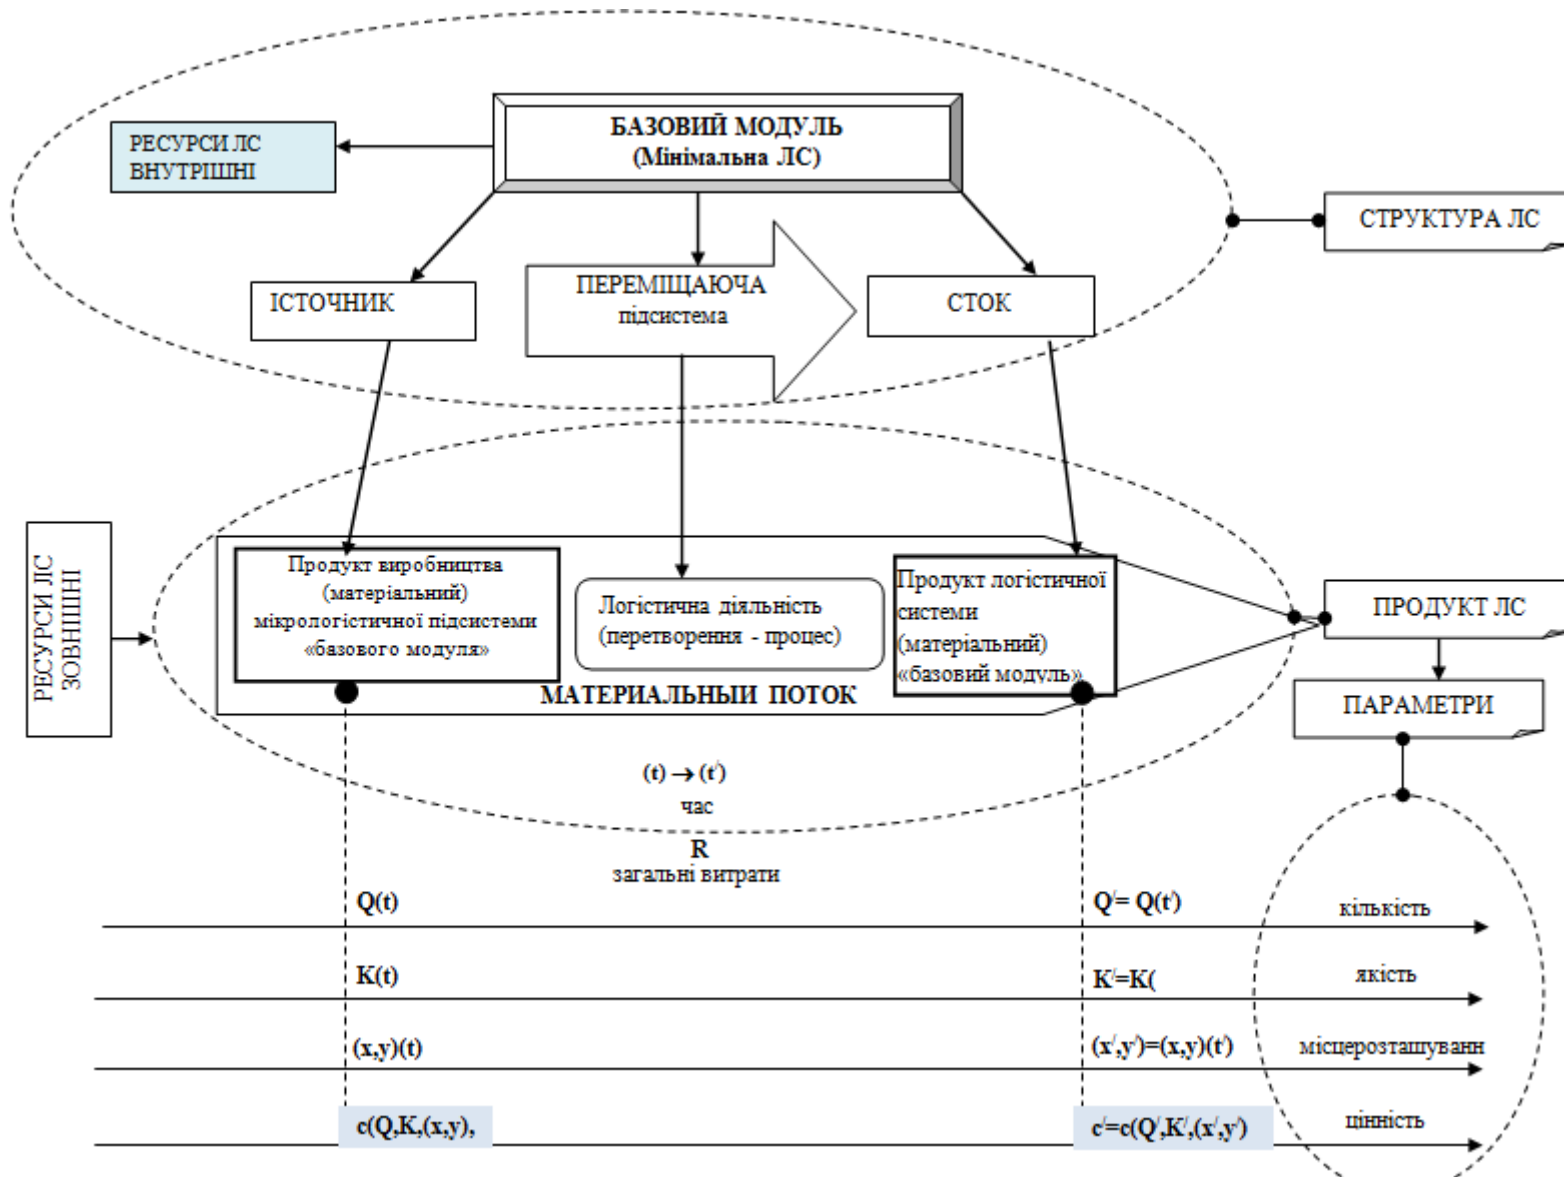 БАЗОВИЙ МОДУЛЬ
(Мінімальна ЛС)
РЕСУРСИ ЛС
ВНУТРІШНІ
СТРУКТУРА ЛС
ІСТОЧНИК
ПЕРЕМІЩАЮЧА
підсистема
СТОК
РЕСУРСИ ЛС
ЗОВНІШНІ
Продукт виробництва
(матеріальний)
мікрологістичної підсистеми
«базового модуля»
Логістична діяльність
(перетворення - процес)
Продукт логістичної
системи
(матеріальний)
«базовий модуль»
МАТЕРИАЛЬНЫИ ПОТОК
ПРОДУКТ ЛС
ПАРАМЕТРИ
(t) → (t/)
час
R
загальні витрати
Q(t)
Q/= Q(t/)
кількість
K(t)
K/=K(
якість
(x,y)(t)
(x/,y/)=(x,y)(t/)
місцерозташуванн
c(Q,K,(x,y),
c/=c(Q/,K/,(x/,y/)
цінність